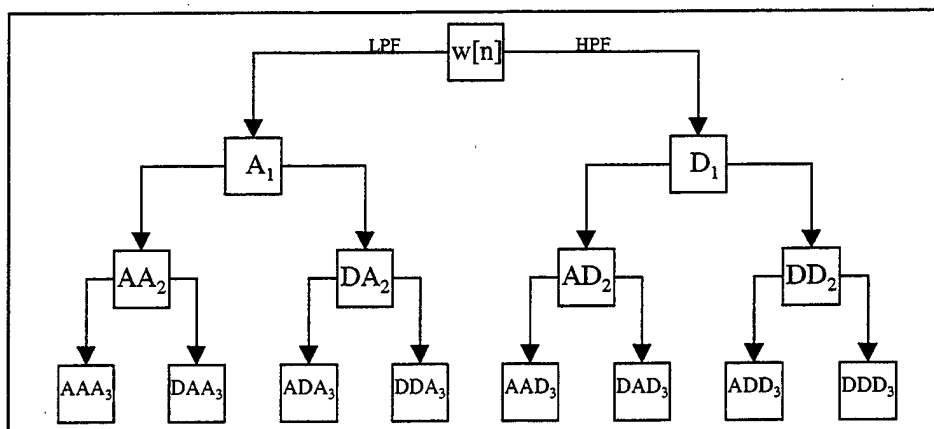 LPF w[n] HPF
A₁ D₁
AA₂ DA₂ AD₂ DD₂
AAA₃ DAA₃ ADA₃ DDA₃ AAD₃ DAD₃ ADD₃ DDD₃